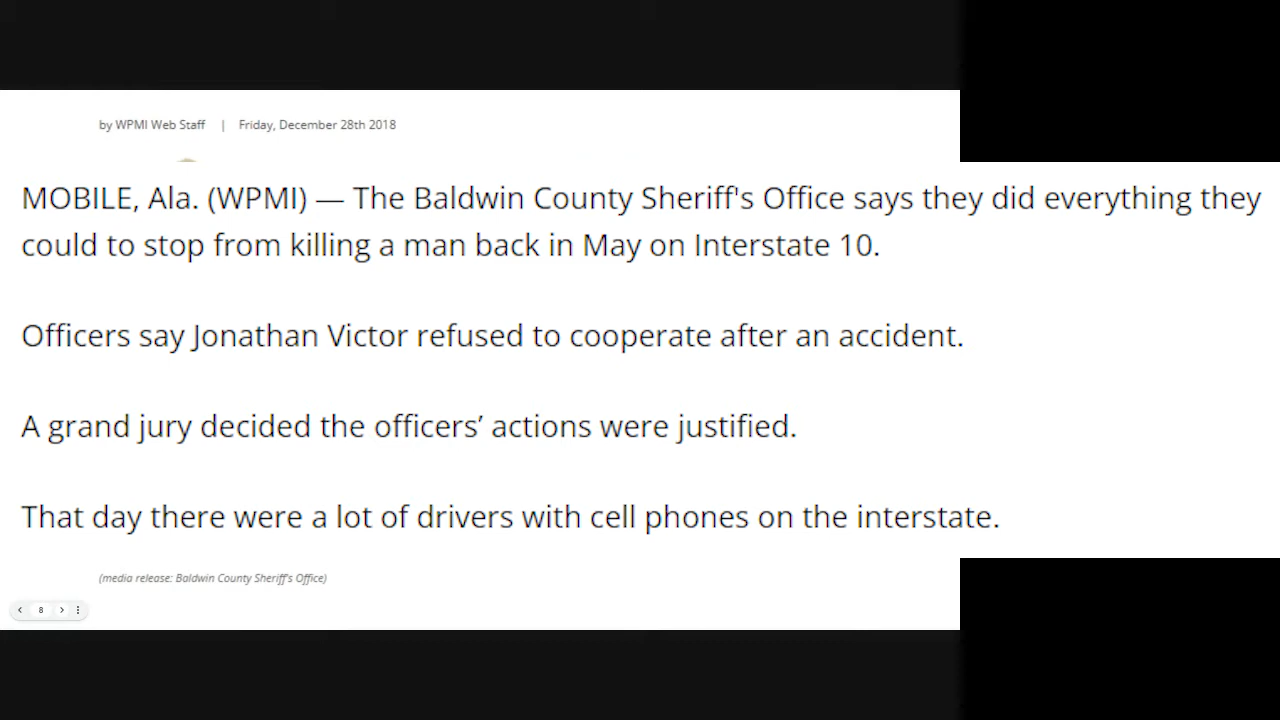 by WPMI Web Staff | Friday, December 28th 2018
MOBILE, Ala. (WPMI) — The Baldwin County Sheriff's Office says they did everything they
could to stop from killing a man back in May on Interstate 10.
Officers say Jonathan Victor refused to cooperate after an accident.
A grand jury decided the officers’ actions were justified.
That day there were a lot of drivers with cell phones on the interstate.
(media release: Baldwin County Sheriff's Office)
8